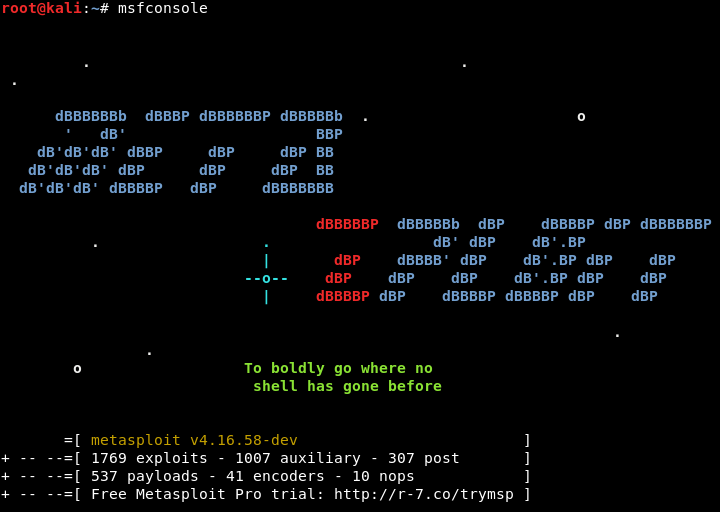 root@kali:~# msfconsole
         .                                         .
 .
      dBBBBBBb  dBBBP dBBBBBBP dBBBBBb  .                       o
       '   dB'                     BBP
    dB'dB'dB' dBBP     dBP     dBP BB
   dB'dB'dB' dBP      dBP     dBP  BB
  dB'dB'dB' dBBBBP   dBP     dBBBBBBB
                                   dBBBBBP  dBBBBBb  dBP    dBBBBP dBP dBBBBBBP
          .                  .                  dB' dBP    dB'.BP
                             |       dBP    dBBBB' dBP    dB'.BP dBP    dBP
                           --o--    dBP    dBP    dBP    dB'.BP dBP    dBP
                             |     dBBBBP dBP    dBBBBP dBBBBP dBP    dBP
                                                                    .
                .
        o                  To boldly go where no
                            shell has gone before
       =[ metasploit v4.16.58-dev                         ]
+ -- --=[ 1769 exploits - 1007 auxiliary - 307 post       ]
+ -- --=[ 537 payloads - 41 encoders - 10 nops            ]
+ -- --=[ Free Metasploit Pro trial: http://r-7.co/trymsp ]